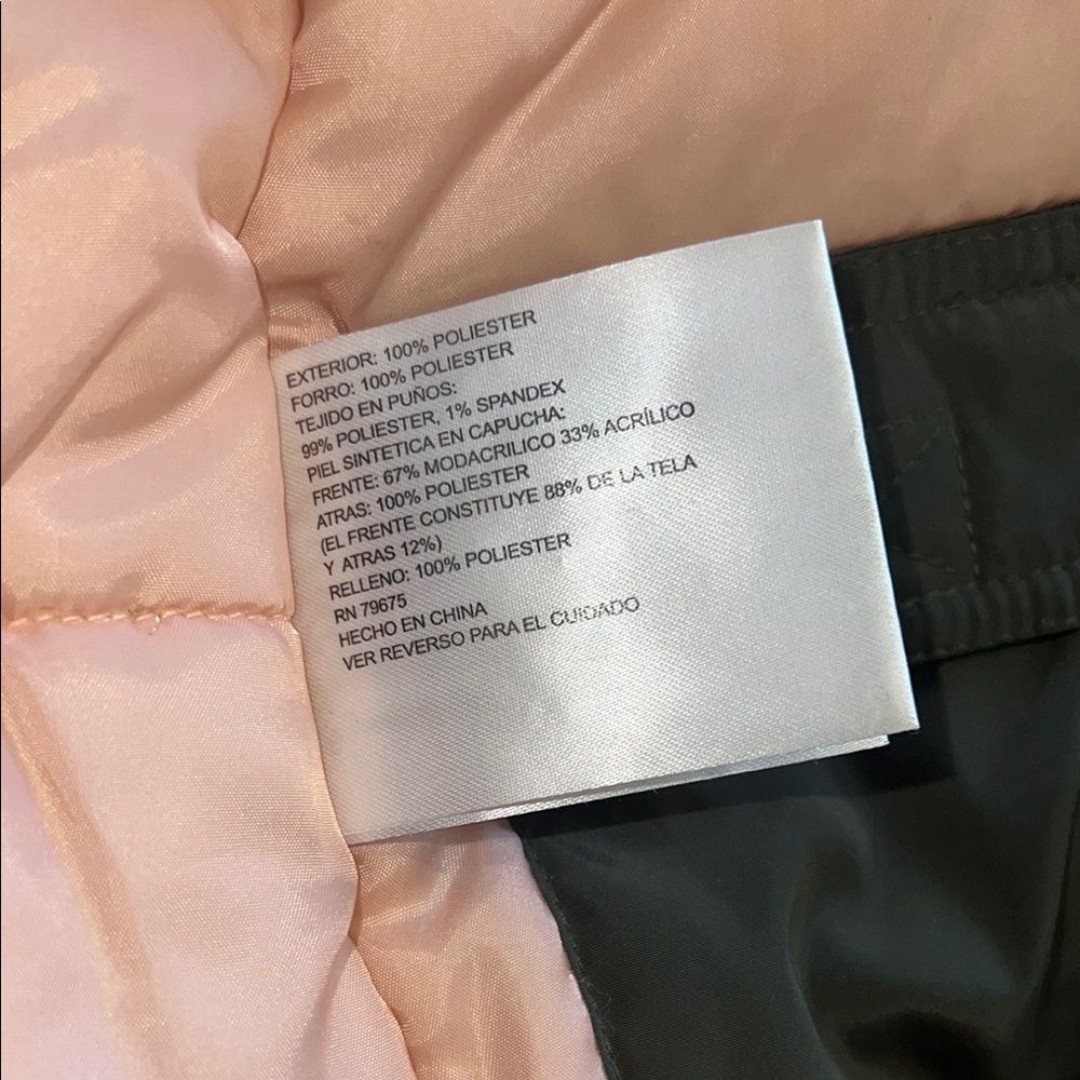 EXTERIOR: 100% POLIESTER
FORRO: 100% POLIESTER
TEJIDO EN PUÑOS:
99% POLIESTER, 1% SPANDEX
PIEL SINTETICA EN CAPUCHA:
FRENTE: 67% MODACRILICO 33% ACRÍLICO
ATRAS: 100% POLIESTER
(EL FRENTE CONSTITUYE 88% DE LA TELA
Y ATRAS 12%)
RELLENO: 100% POLIESTER
RN 79675
HECHO EN CHINA
VER REVERSO PARA EL CUIDADO